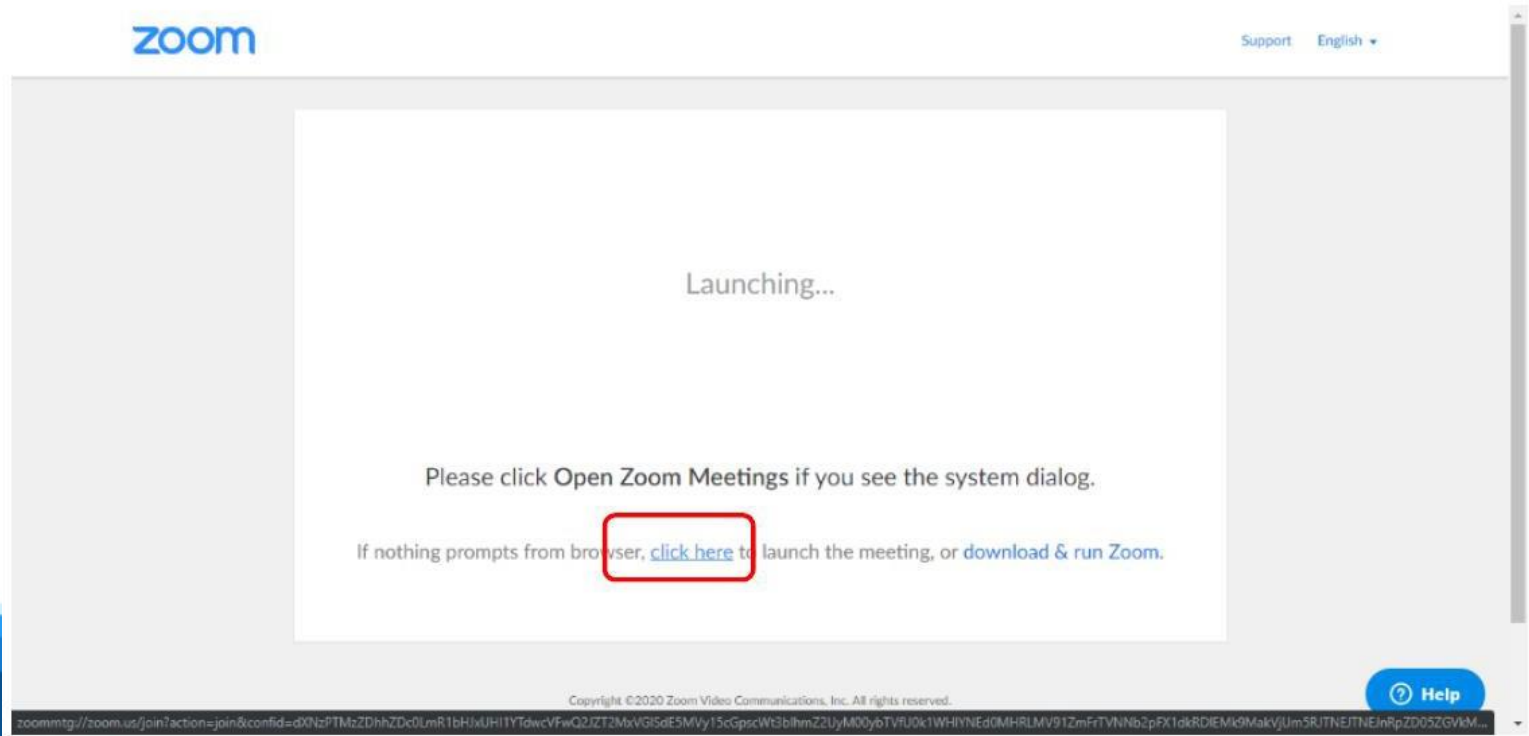 zoom
Support English
Launching...
Please click Open Zoom Meetings if you see the system dialog.
If nothing prompts from browser, click here to launch the meeting, or download & run Zoom.
Copyright ©2020 Zoom Video Communications, Inc. All rights reserved.
Help